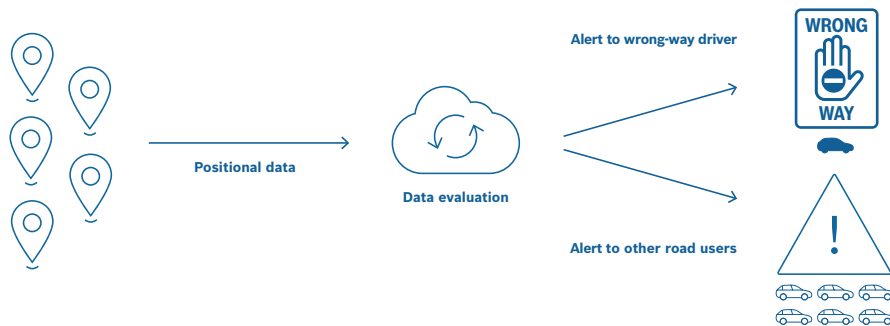 Alert to wrong-way driver
WRONG
WAY
Positional data
Data evaluation
Alert to other road users
!